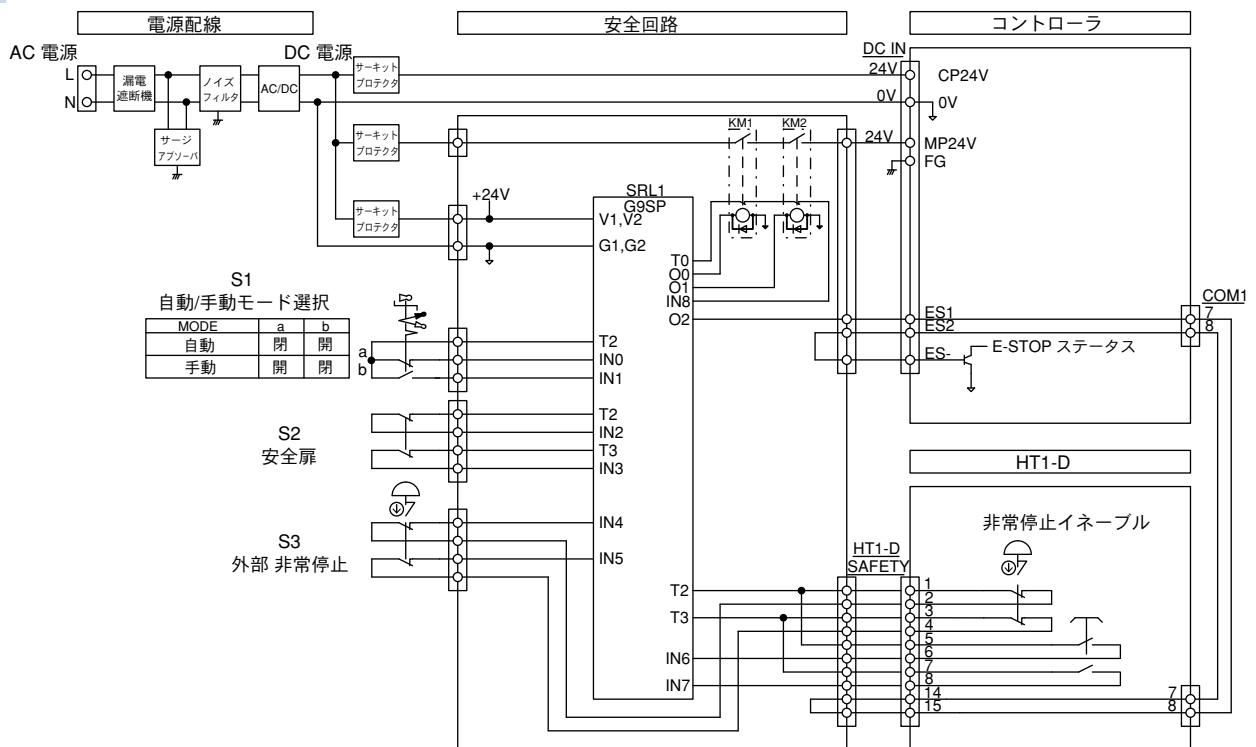 電源配線
安全回路
コントローラ
AC 電源
DC 電源
DC IN
L
N
漏電
遮断機
ノイズ
フィルタ
AC/DC
サーキット
プロテクタ
サージ
アブソーバ
サーキット
プロテクタ
サーキット
プロテクタ
24V
CP24V
0V
0V
KM1
KM2
24V
MP24V
FG
+24V
SRL1
G9SP
V1,V2
G1,G2
T0
O0
O1
IN8
O2
S1
自動/手動モード選択
MODE a b
自動 閉 開
手動 開 閉
a
b
T2
IN0
IN1
ES1
ES2
ES-
E-STOP ステータス
COM1
7
8
S2
安全扉
T2
IN2
T3
IN3
HT1-D
S3
外部 非常停止
IN4
IN5
T2
T3
IN6
IN7
HT1-D
SAFETY
非常停止イネーブル
1
2
3
4
5
6
7
8
14
15
7
8